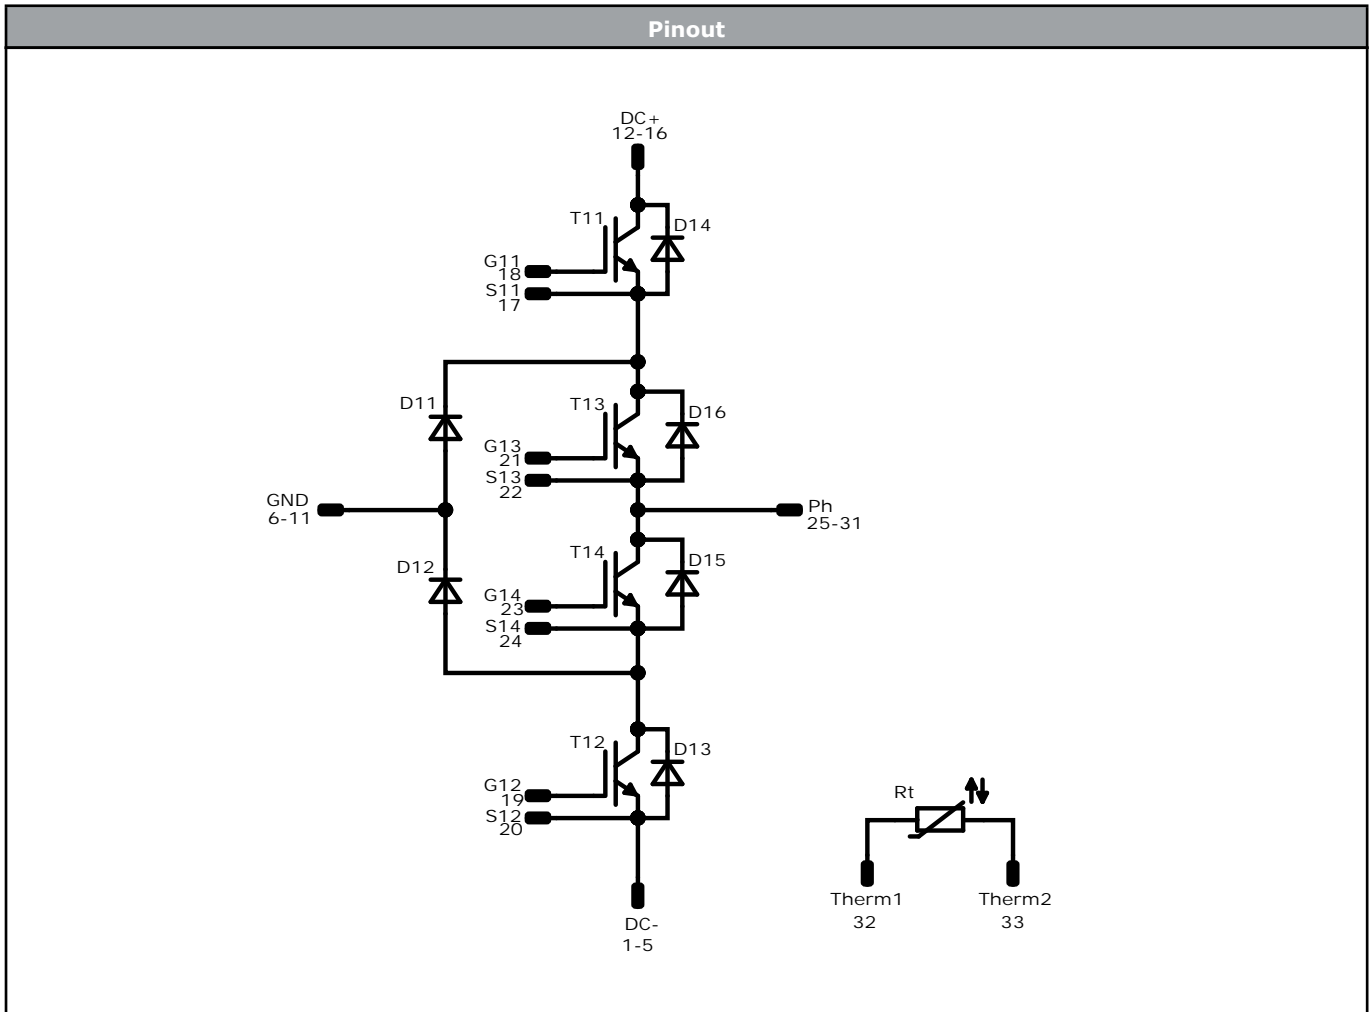 Pinout
DC+
12-16
T11
D14
G11
18
S11
17
D11
T13
D16
G13
21
S13
22
GND
6-11
Ph
25-31
D12
T14
D15
G14
23
S14
24
T12
D13
G12
19
S12
20
Rt
Therm1
32
Therm2
33
DC-
1-5